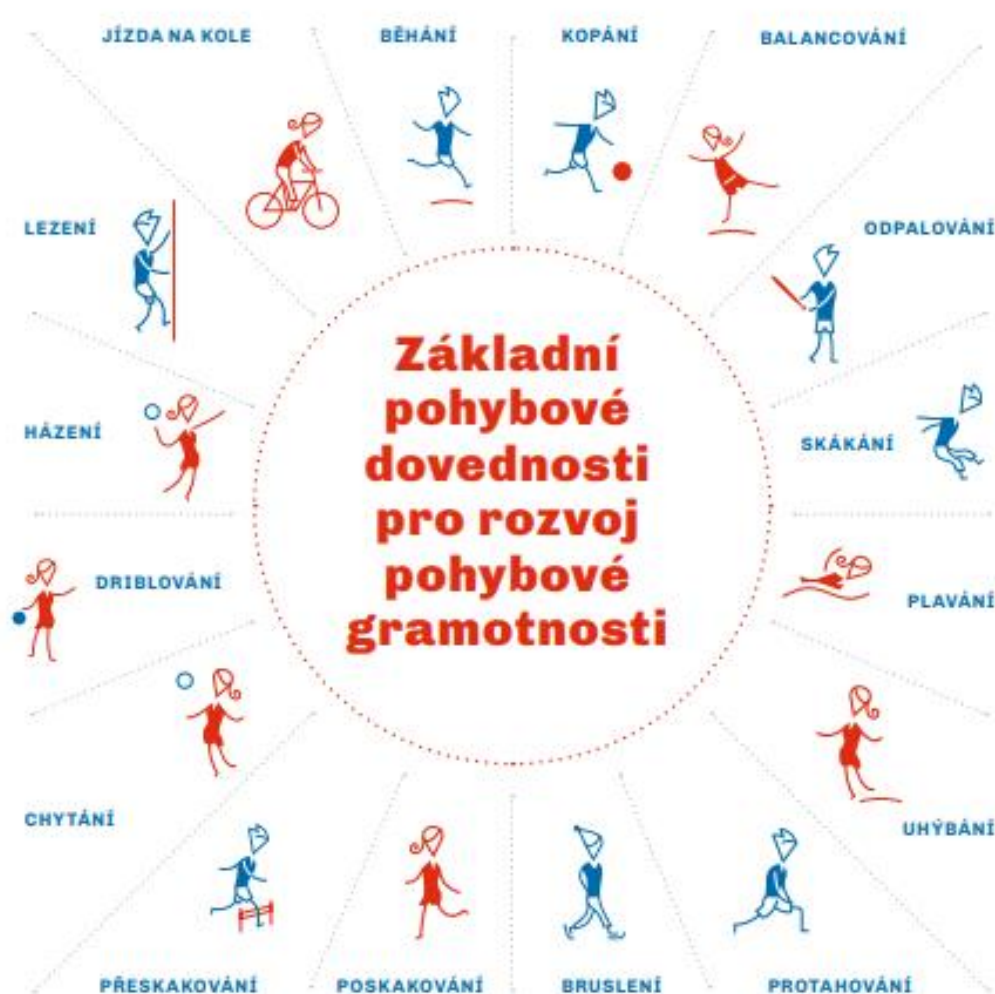 JÍZDA NA KOLE
BĚHÁNÍ
KOPÁNÍ
BALANCOVÁNÍ
LEZENÍ
ODPALOVÁNÍ
HÁZENÍ
SKÁKÁNÍ
Základní
pohybové
dovednosti
pro rozvoj
pohybové
gramotnosti
DRIBLOVÁNÍ
PLAVÁNÍ
CHYTÁNÍ
UHÝBÁNÍ
PŘESKAKOVÁNÍ
POSKAKOVÁNÍ
BRUSLENÍ
PROTAHOVÁNÍ